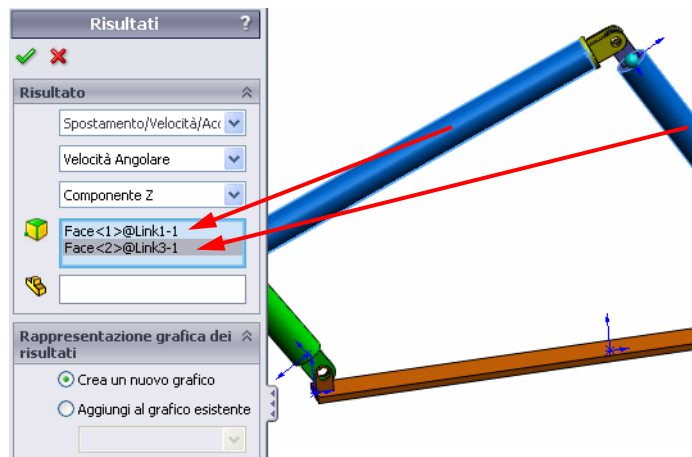 Risultati ?
Risultato
Spostamento/Velocità/Acc
Velocità Angolare
Componente Z
Face<1>@Link1-1
Face<2>@Link3-1
Rappresentazione grafica dei
risultati
Crea un nuovo grafico
Aggiungi al grafico esistente